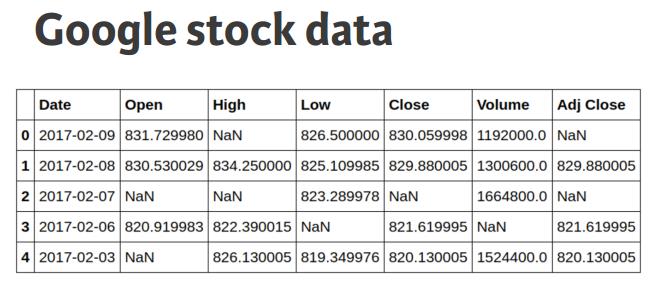 Google stock data
Date Open High Low Close Volume Adj Close
0 2017-02-09 831.729980 NaN 826.500000 830.059998 1192000.0 NaN
1 2017-02-08 830.530029 834.250000 825.109985 829.880005 1300600.0 829.880005
2 2017-02-07 NaN NaN 823.289978 NaN 1664800.0 NaN
3 2017-02-06 820.919983 822.390015 NaN 821.619995 NaN 821.619995
4 2017-02-03 NaN 826.130005 819.349976 820.130005 1524400.0 820.130005